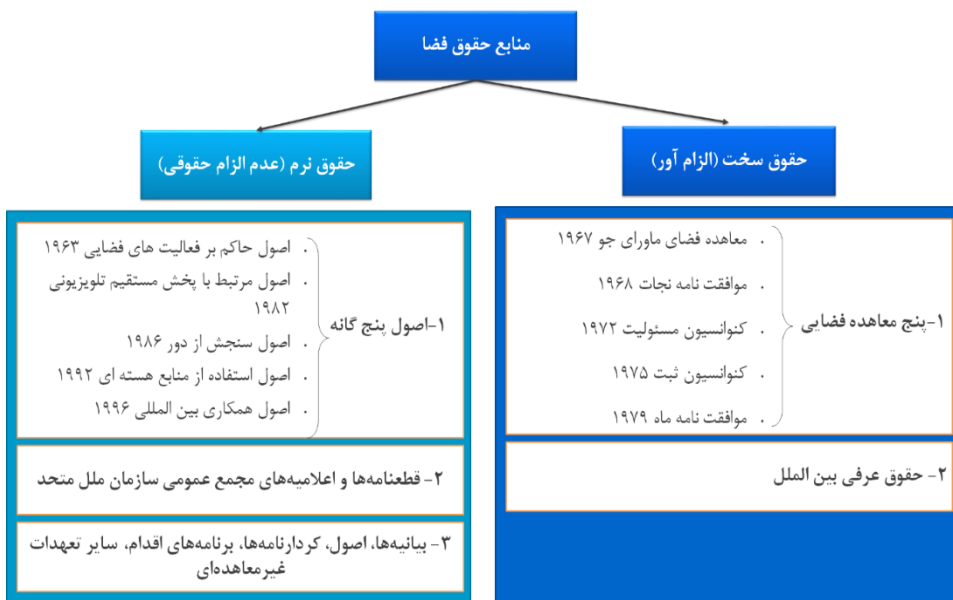 منابع حقوق فضا
حقوق سخت (الزام آور)
حقوق نرم (عدم الزام حقوقی)
۱-پنج معاهده فضایی
. معاهده فضای ماورای جو ۱۹۶۷
. موافقت نامه نجات ۱۹۶۸
. کنوانسیون مسئولیت ۱۹۷۲
. کنوانسیون ثبت ۱۹۷۵
. موافقت نامه ماه ۱۹۷۹
۲- حقوق عرفی بین الملل
۱-اصول پنج گانه
. اصول حاکم بر فعالیت های فضایی ۱۹۶۳
. اصول مرتبط با پخش مستقیم تلویزیونی
۱۹۸۲
. اصول سنجش از دور ۱۹۸۶
. اصول استفاده از منابع هسته ای ۱۹۹۲
. اصول همکاری بین المللی ۱۹۹۶
۲- قطعنامه‌ها و اعلامیه‌های مجمع عمومی سازمان ملل متحد
۳- بیانیه‌ها، اصول، کردارنامه‌ها، برنامه‌های اقدام، سایر تعهدات
غیرمعاهده‌ای